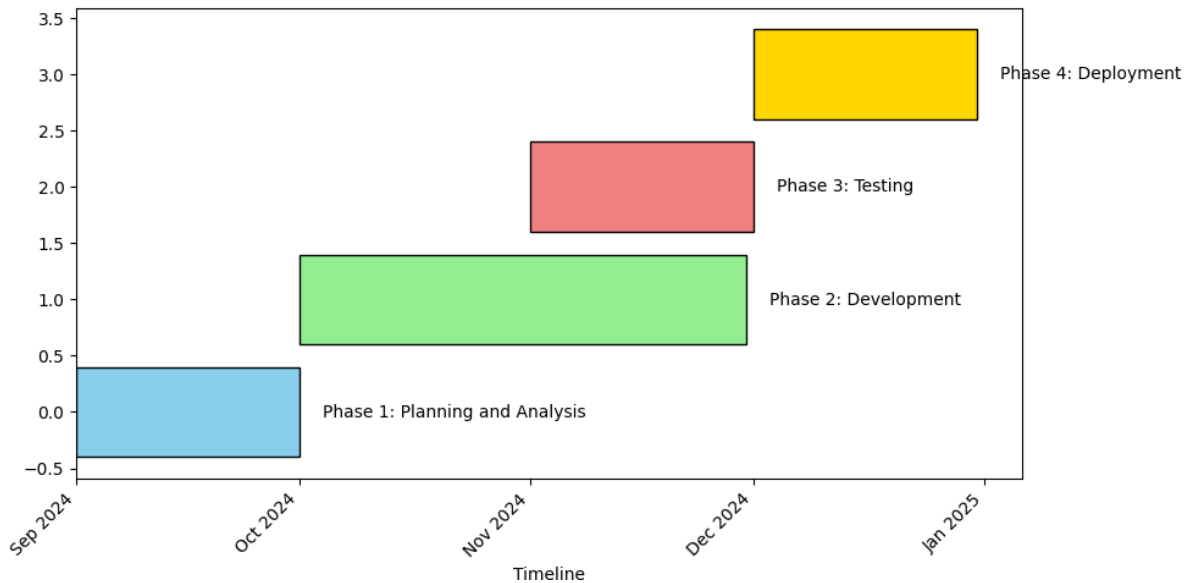 3.5
3.0
2.5
2.0
1.5
1.0
0.5
0.0
−0.5
Phase 4: Deployment
Phase 3: Testing
Phase 2: Development
Phase 1: Planning and Analysis
Sep 2024
Oct 2024
Nov 2024
Dec 2024
Jan 2025
Timeline